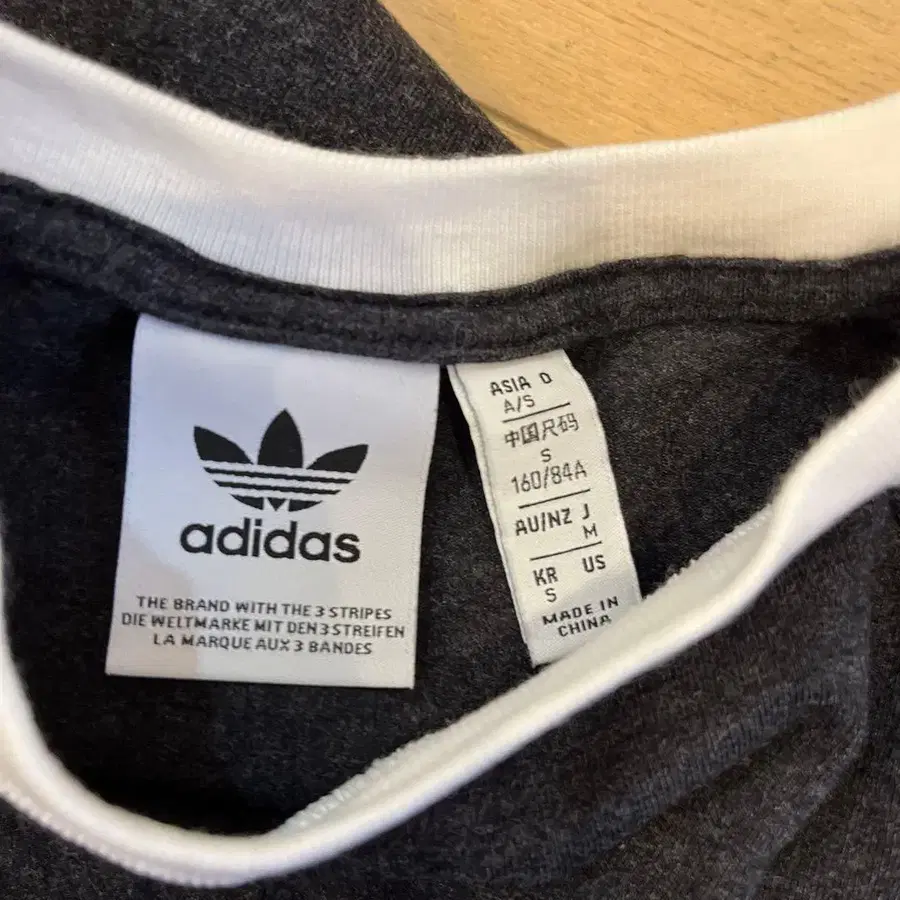 adidas
THE BRAND WITH THE 3 STRIPES
DIE WELTMARKE MIT DEN 3 STREIFEN
LA MARQUE AUX 3 BANDES
ASIA D
A/S
中国尺码
S
160/84A
AU/NZ J
M
KR US
S
MADE IN
CHINA